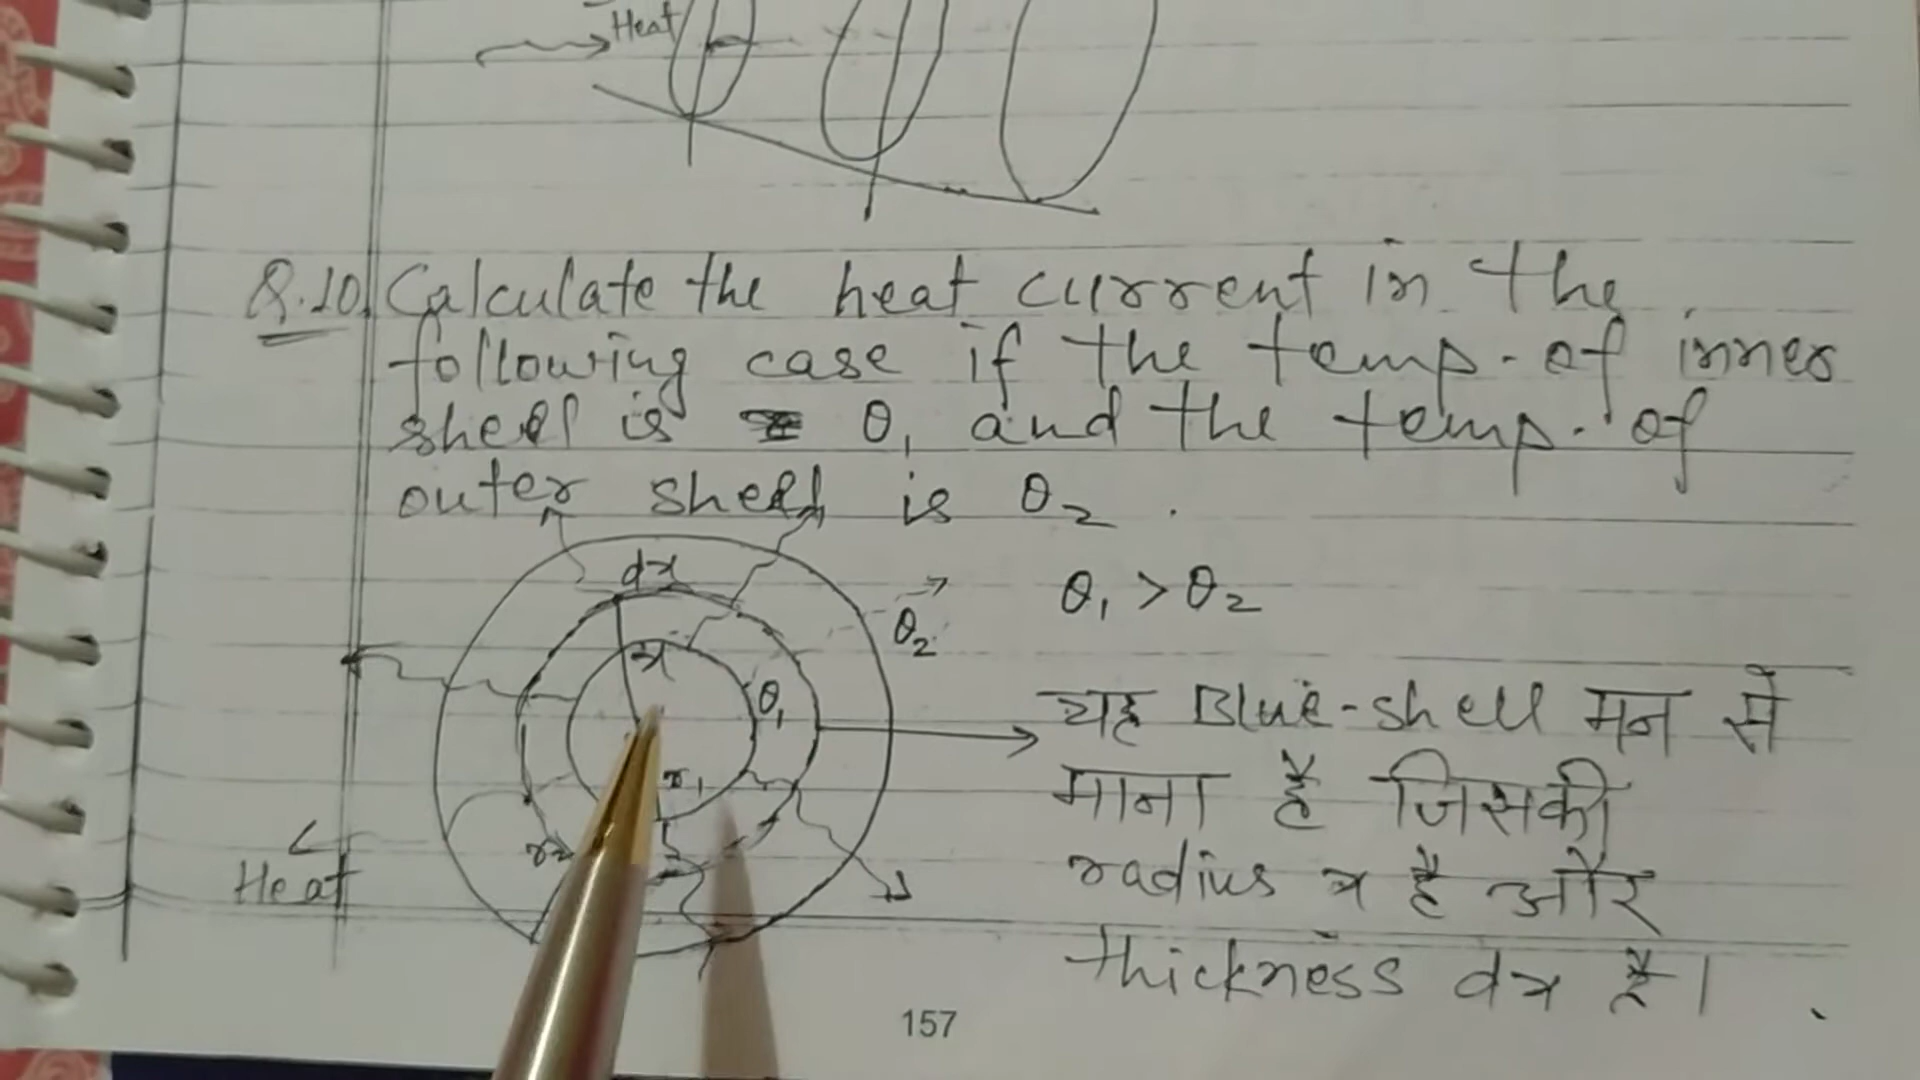 Heat
Q.10. Calculate the heat current in the
following case if the temp. of inner
shell is θ₁ and the temp. of
outer shell is θ₂.
dx
θ₁ > θ₂
θ₂
x
θ₁
यह Blue-shell मन से
r₁
माना है जिसकी
r₂
Heat
radius x है और
thickness dx है।
157